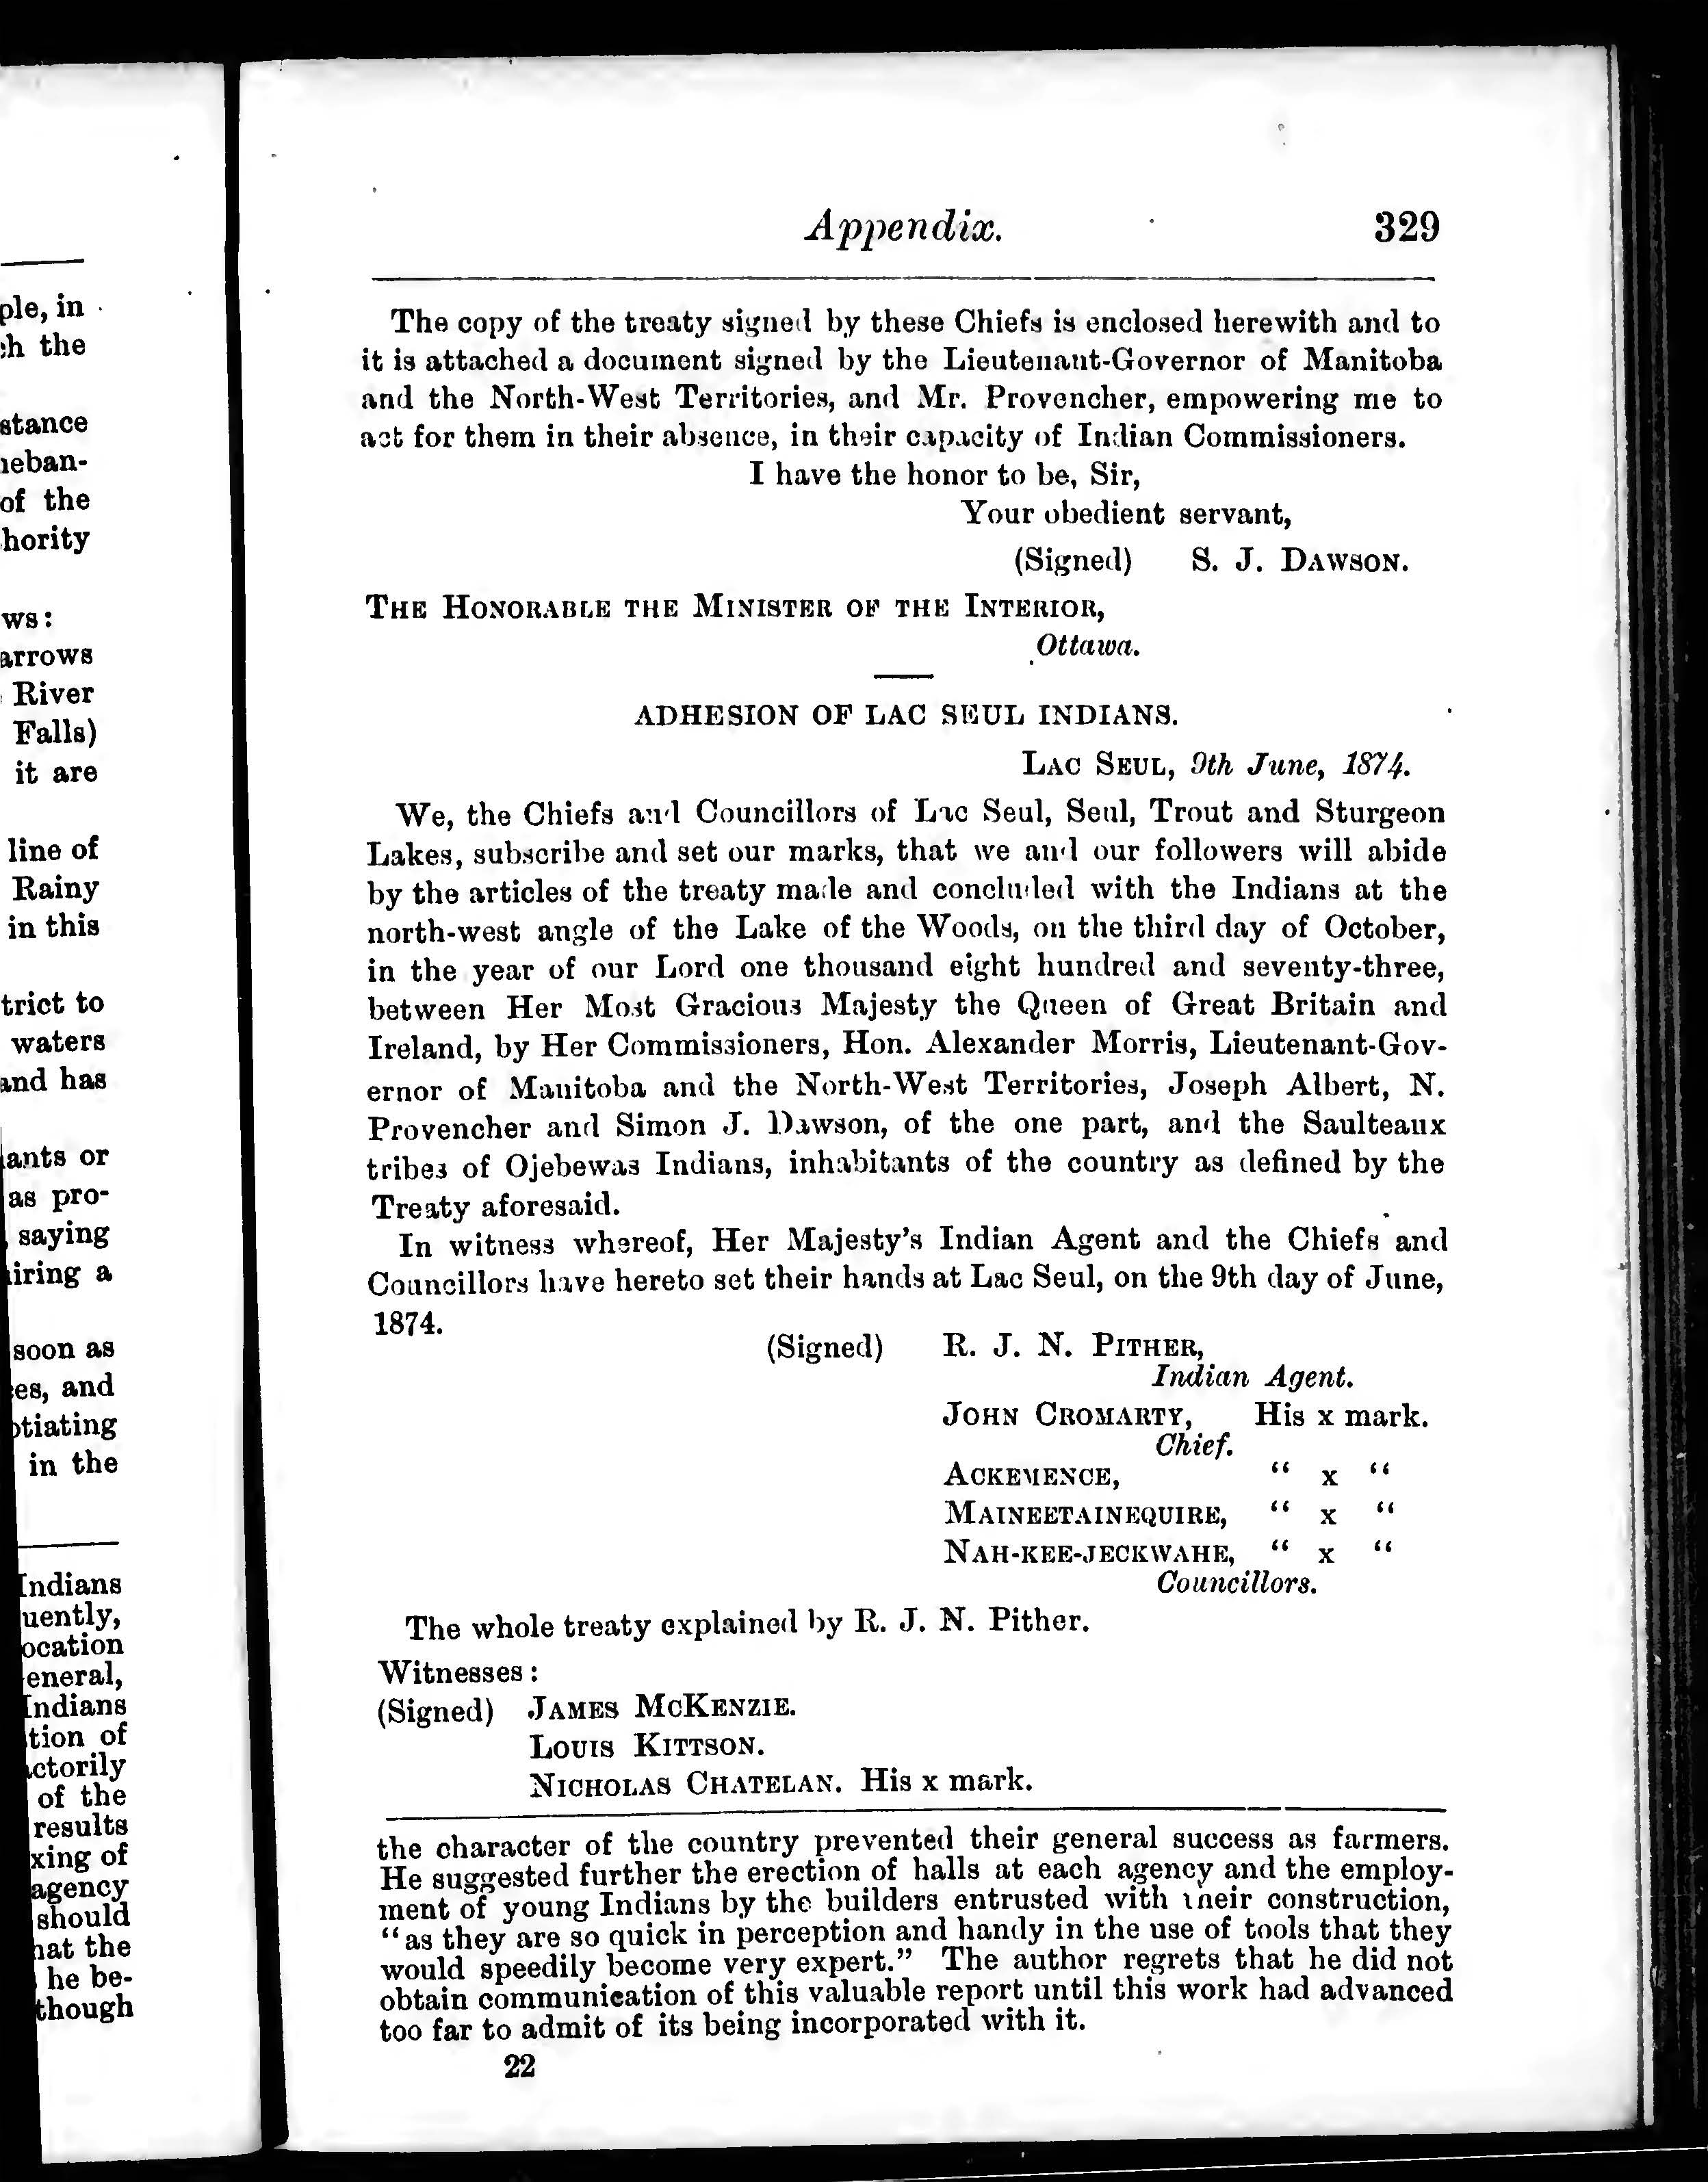 ple, in
the
stance
neban-
of the
hority
ws:
arrows
River
Falls)
it are
line of
Rainy
in this
trict to
waters
and has
ants or
as pro-
saying
iring a
soon as
es, and
otiating
in the
Indians
uently,
ocation
eneral,
Indians
tion of
ctorily
of the
results
xing of
agency
should
hat the
he be-
though
Appendix. 329
The copy of the treaty signed by these Chiefs is enclosed herewith and to
it is attached a document signed by the Lieutenant-Governor of Manitoba
and the North-West Territories, and Mr. Provencher, empowering me to
act for them in their absence, in their capacity of Indian Commissioners.
I have the honor to be, Sir,
Your obedient servant,
(Signed) S. J. DAWSON.
THE HONORABLE THE MINISTER OF THE INTERIOR,
Ottawa.
ADHESION OF LAC SEUL INDIANS.
LAC SEUL, 9th June, 1874.
We, the Chiefs and Councillors of Lac Seul, Seul, Trout and Sturgeon
Lakes, subscribe and set our marks, that we and our followers will abide
by the articles of the treaty made and concluded with the Indians at the
north-west angle of the Lake of the Woods, on the third day of October,
in the year of our Lord one thousand eight hundred and seventy-three,
between Her Most Gracious Majesty the Queen of Great Britain and
Ireland, by Her Commissioners, Hon. Alexander Morris, Lieutenant-Gov-
ernor of Manitoba and the North-West Territories, Joseph Albert, N.
Provencher and Simon J. Dawson, of the one part, and the Saulteaux
tribes of Ojebewas Indians, inhabitants of the country as defined by the
Treaty aforesaid.
In witness whereof, Her Majesty's Indian Agent and the Chiefs and
Councillors have hereto set their hands at Lac Seul, on the 9th day of June,
1874.
(Signed) R. J. N. PITHER,
Indian Agent.
JOHN CROMARTY, His x mark.
Chief.
ACKEMENCE, " x "
MAINEETAINEQUIRE, " x "
NAH-KEE-JECKWAHE, " x "
Councillors.
The whole treaty explained by R. J. N. Pither.
Witnesses:
(Signed) JAMES MCKENZIE.
LOUIS KITTSON.
NICHOLAS CHATELAN. His x mark.
the character of the country prevented their general success as farmers.
He suggested further the erection of halls at each agency and the employ-
ment of young Indians by the builders entrusted with their construction,
"as they are so quick in perception and handy in the use of tools that they
would speedily become very expert." The author regrets that he did not
obtain communication of this valuable report until this work had advanced
too far to admit of its being incorporated with it.
22